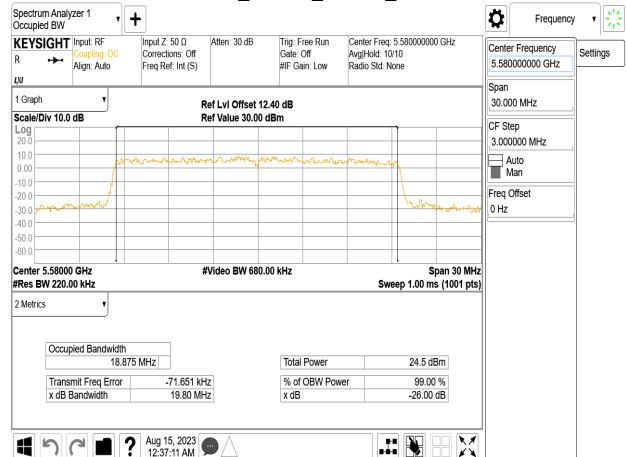 Spectrum Analyzer 1
Occupied BW
Frequency
KEYSIGHT
R
LXI
Input: RF
Coupling: DC
Align: Auto
Input Z: 50 Ω
Corrections: Off
Freq Ref: Int (S)
Atten: 30 dB
Trig: Free Run
Gate: Off
#IF Gain: Low
Center Freq: 5.580000000 GHz
Avg|Hold: 10/10
Radio Std: None
Center Frequency
5.580000000 GHz
Settings
Span
30.000 MHz
CF Step
3.000000 MHz
Auto
Man
Freq Offset
0 Hz
1 Graph
Scale/Div 10.0 dB
Ref Lvl Offset 12.40 dB
Ref Value 30.00 dBm
Log
20.0
10.0
0.00
-10.0
-20.0
-30.0
-40.0
-50.0
-60.0
Center 5.58000 GHz
#Res BW 220.00 kHz
#Video BW 680.00 kHz
Span 30 MHz
Sweep 1.00 ms (1001 pts)
2 Metrics
Occupied Bandwidth
18.875 MHz
Total Power 24.5 dBm
Transmit Freq Error -71.651 kHz
% of OBW Power 99.00 %
x dB Bandwidth 19.80 MHz
x dB -26.00 dB
?
Aug 15, 2023
12:37:11 AM